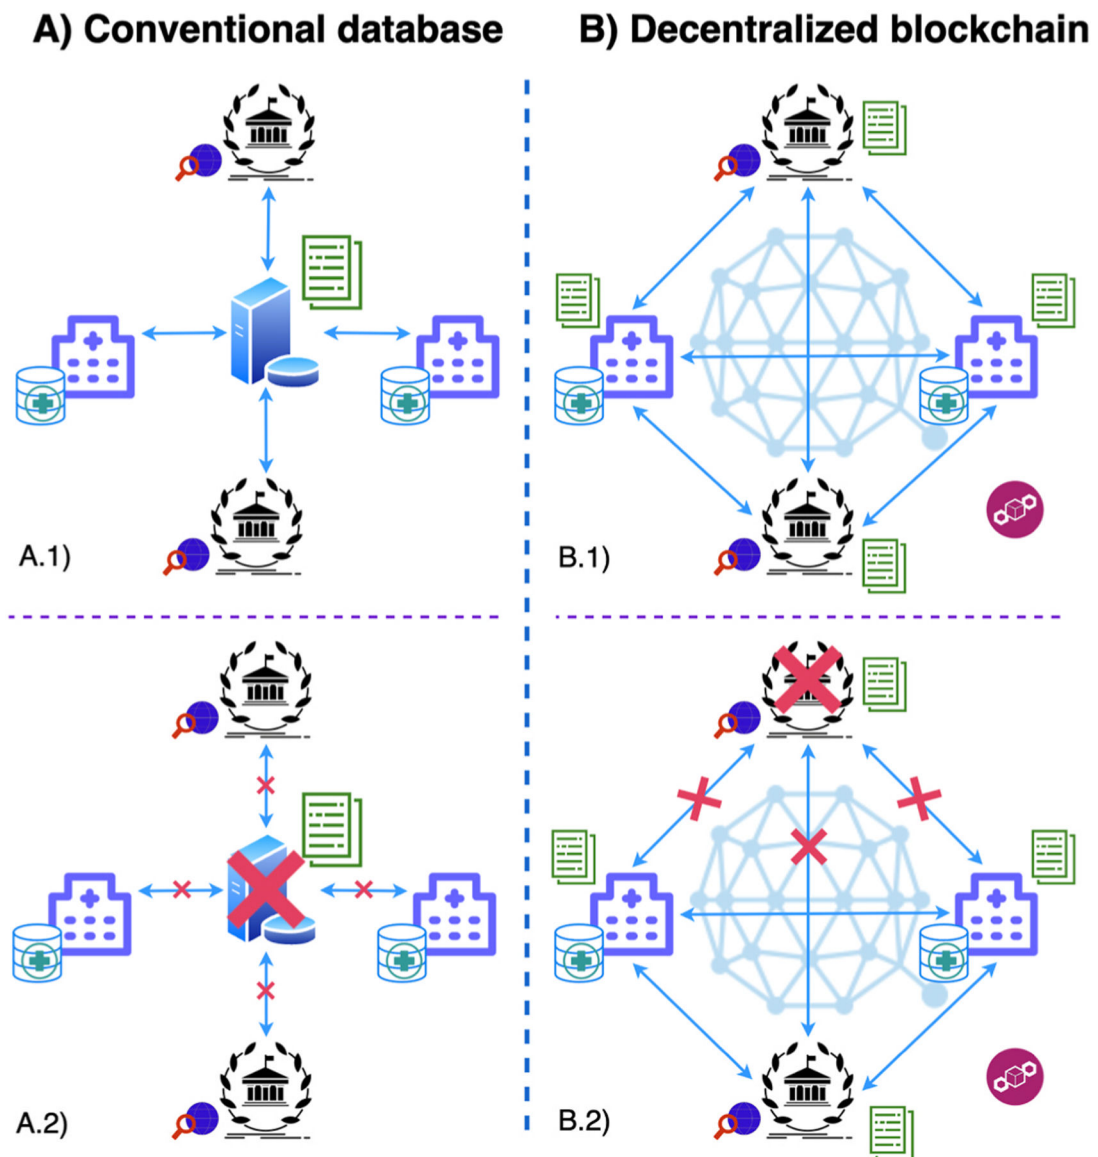 A) Conventional database
B) Decentralized blockchain
A.1)
B.1)
A.2)
B.2)